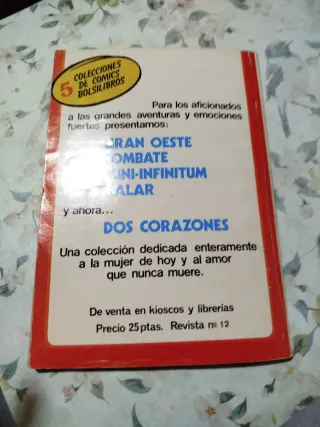 5 COLECCIONES
DE COMICS
BOLSILIBROS
Para los aficionados
a las grandes aventuras y emociones
fuertes presentamos:
GRAN OESTE
COMBATE
MINI-INFINITUM
ALAR
y ahora...
DOS CORAZONES
Una colección dedicada enteramente
a la mujer de hoy y al amor
que nunca muere.
De venta en kioscos y librerías
Precio 25 ptas. Revista nº 12